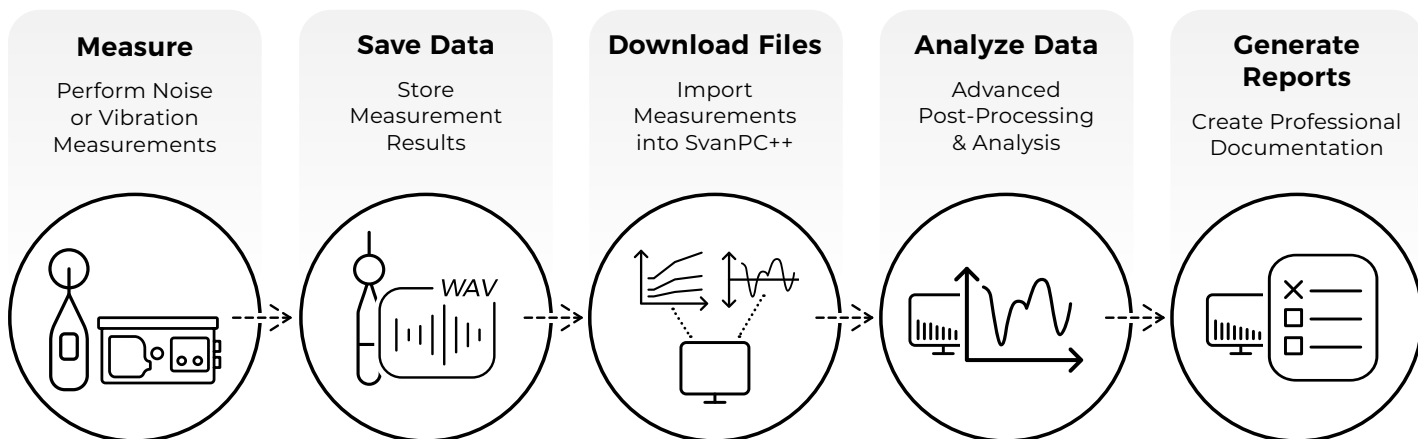 Measure
Perform Noise
or Vibration
Measurements
Save Data
Store
Measurement
Results
Download Files
Import
Measurements
into SvanPC++
Analyze Data
Advanced
Post-Processing
& Analysis
Generate
Reports
Create Professional
Documentation
WAV